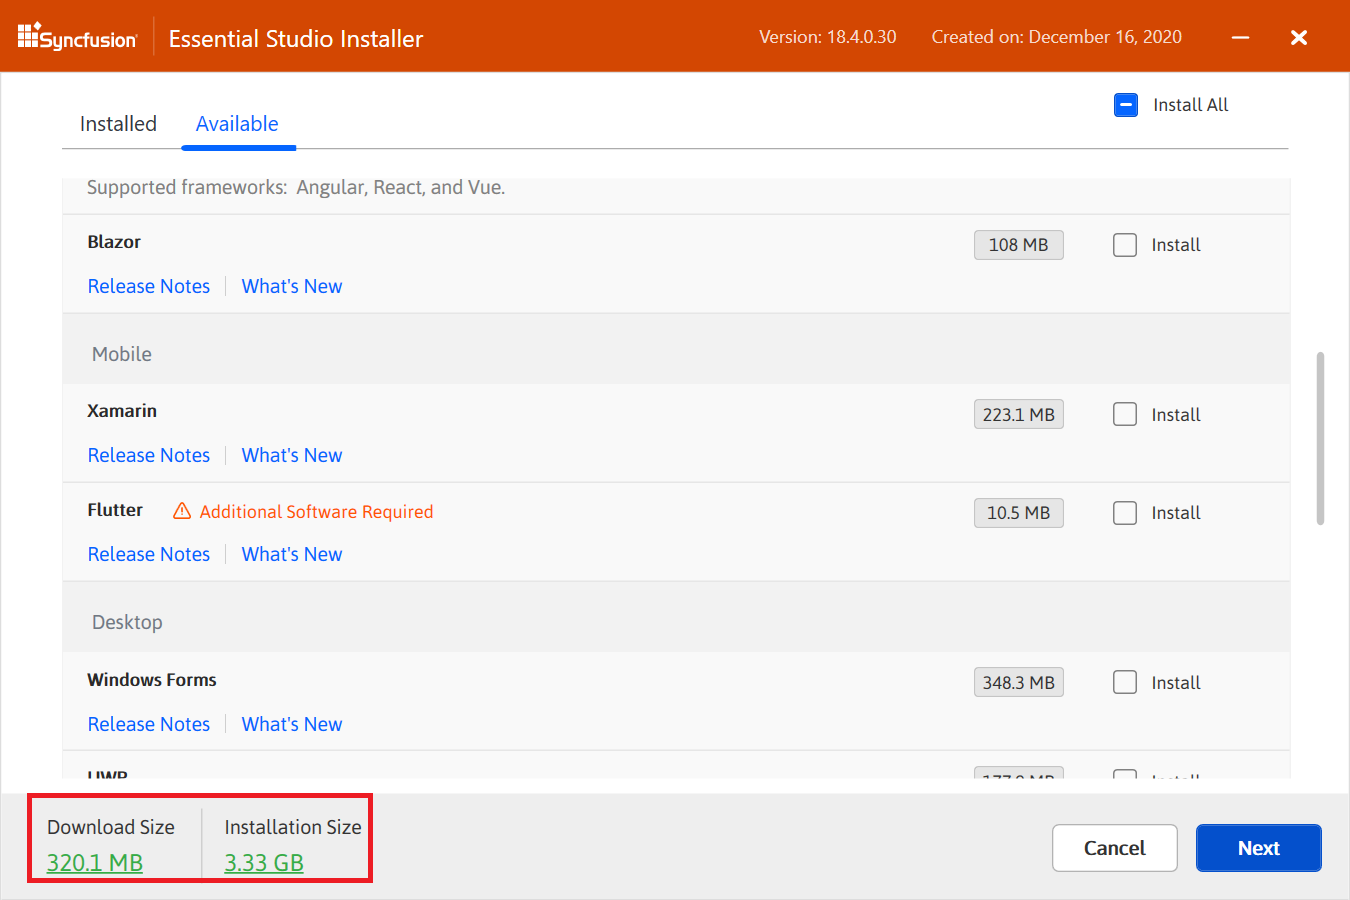 Syncfusion Essential Studio Installer Version: 18.4.0.30 Created on: December 16, 2020
Install All
Installed Available
Supported frameworks: Angular, React, and Vue.
Blazor 108 MB Install
Release Notes What's New
Mobile
Xamarin 223.1 MB Install
Release Notes What's New
Flutter Additional Software Required 10.5 MB Install
Release Notes What's New
Desktop
Windows Forms 348.3 MB Install
Release Notes What's New
UWP Install
Download Size Installation Size
320.1 MB 3.33 GB
Cancel Next